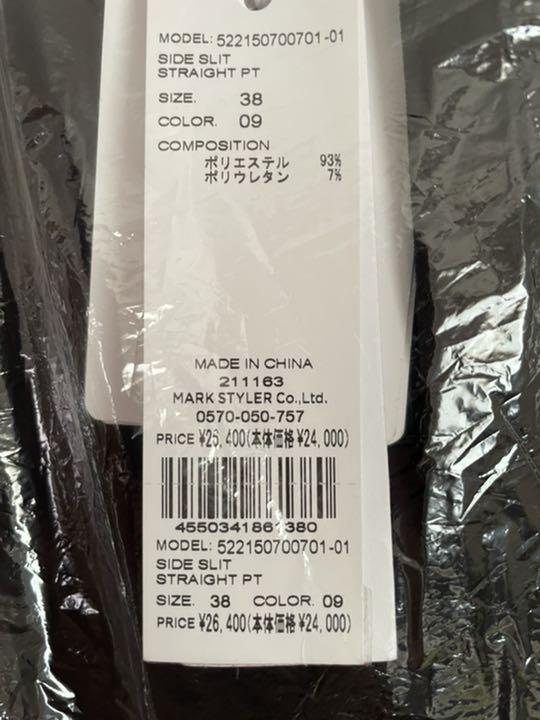 MODEL: 522150700701-01
SIDE SLIT
STRAIGHT PT
SIZE. 38
COLOR. 09
COMPOSITION
ポリエステル 93%
ポリウレタン 7%
MADE IN CHINA
211163
MARK STYLER Co.,Ltd.
0570-050-757
PRICE ¥26,400(本体価格¥24,000)
4550341861380
MODEL: 522150700701-01
SIDE SLIT
STRAIGHT PT
SIZE. 38 COLOR. 09
PRICE ¥26,400(本体価格¥24,000)